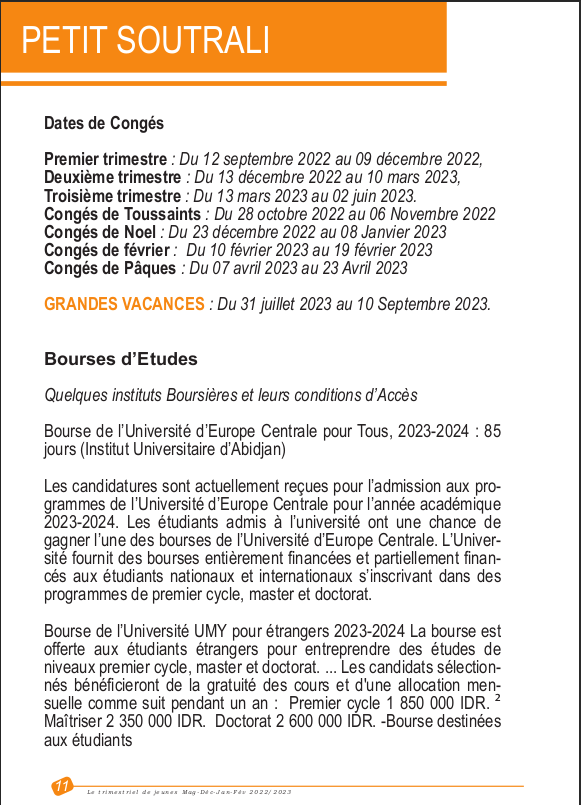 PETIT SOUTRALI
Dates de Congés
Premier trimestre : Du 12 septembre 2022 au 09 décembre 2022,
Deuxième trimestre : Du 13 décembre 2022 au 10 mars 2023,
Troisième trimestre : Du 13 mars 2023 au 02 juin 2023.
Congés de Toussaints : Du 28 octobre 2022 au 06 Novembre 2022
Congés de Noel : Du 23 décembre 2022 au 08 Janvier 2023
Congés de février :  Du 10 février 2023 au 19 février 2023
Congés de Pâques : Du 07 avril 2023 au 23 Avril 2023
GRANDES VACANCES : Du 31 juillet 2023 au 10 Septembre 2023.
Bourses d’Etudes
Quelques instituts Boursières et leurs conditions d’Accès
Bourse de l’Université d’Europe Centrale pour Tous, 2023-2024 : 85
jours (Institut Universitaire d’Abidjan)
Les candidatures sont actuellement reçues pour l’admission aux pro-
grammes de l’Université d’Europe Centrale pour l’année académique
2023-2024. Les étudiants admis à l’université ont une chance de
gagner l’une des bourses de l’Université d’Europe Centrale. L’Univer-
sité fournit des bourses entièrement financées et partiellement finan-
cés aux étudiants nationaux et internationaux s’inscrivant dans des
programmes de premier cycle, master et doctorat.
Bourse de l’Université UMY pour étrangers 2023-2024 La bourse est
offerte aux étudiants étrangers pour entreprendre des études de
niveaux premier cycle, master et doctorat. ... Les candidats sélection-
nés bénéficieront de la gratuité des cours et d'une allocation men-
suelle comme suit pendant un an :  Premier cycle 1 850 000 IDR. ²
Maîtriser 2 350 000 IDR.  Doctorat 2 600 000 IDR. -Bourse destinées
aux étudiants
11
Le trimestriel de jeunes Mag-Déc-Jan-Fév 2022/2023